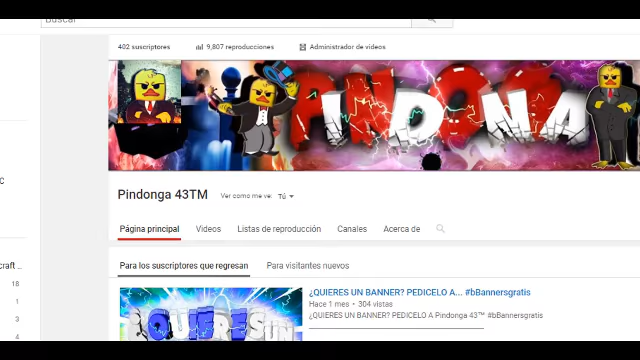 Buscar
402 suscriptores
9,807 reproducciones
Administrador de videos
Pindonga 43TM
Ver como me ve:
Tú
Página principal
Videos
Listas de reproducción
Canales
Acerca de
Para los suscriptores que regresan
Para visitantes nuevos
C
craft ...
18
1
3
4
¿QUIERES UN BANNER? PEDICELO A... #bBannersgratis
Hace 1 mes • 304 vistas
¿QUIERES UN BANNER? PEDICELO A Pindonga 43™ #bBannersgratis